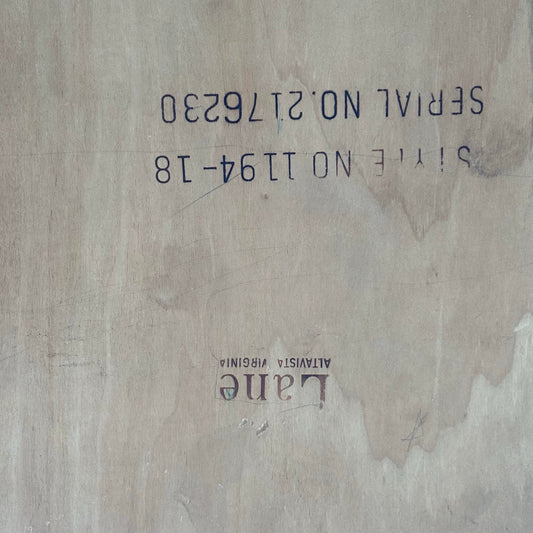 Lane
ALTAVISTA VIRGINIA
STYLE NO 1194-18
SERIAL NO.2176230